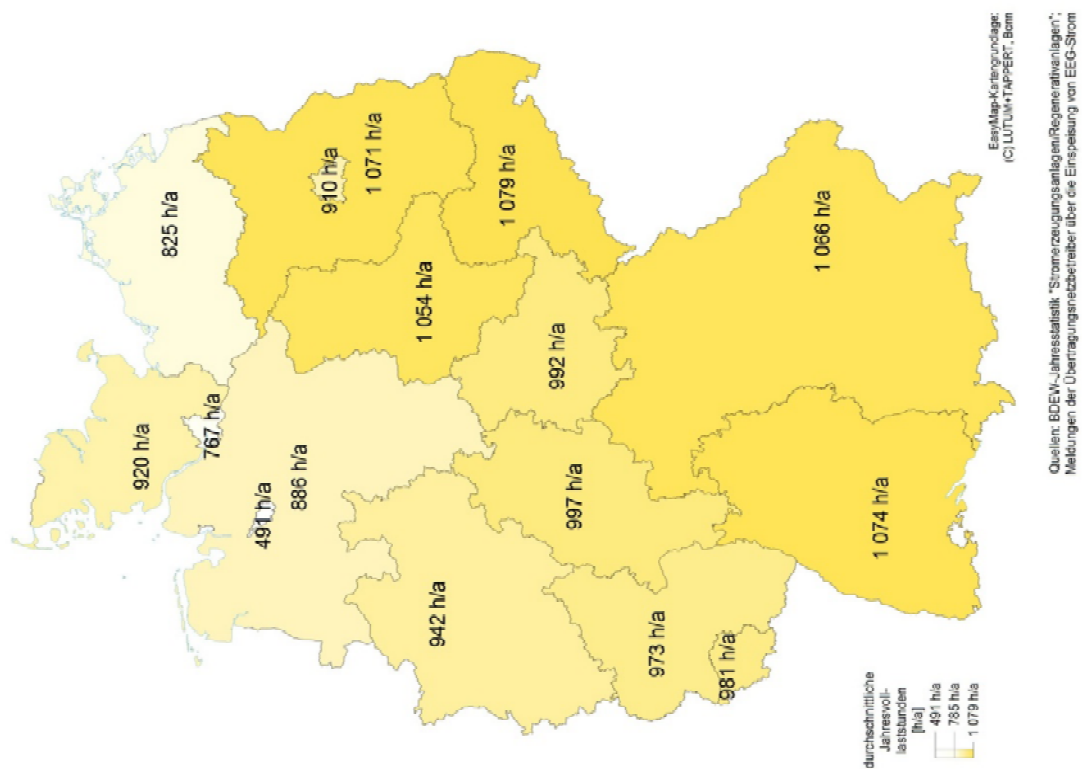 920 h/a
825 h/a
767 h/a
491 h/a
886 h/a
910 h/a
1 071 h/a
1 054 h/a
942 h/a
1 079 h/a
992 h/a
997 h/a
973 h/a
981 h/a
1 066 h/a
1 074 h/a
durchschnittliche
Jahresvoll-
laststunden
[h/a]
491 h/a
785 h/a
1 079 h/a
EasyMap-Kartengrundlage:
(C) LUTUM+TAPPERT, Bonn
Quellen: BDEW-Jahresstatistik "Stromerzeugungsanlagen/Regenerativanlagen";
Meldungen der Übertragungsnetzbetreiber über die Einspeisung von EEG-Strom